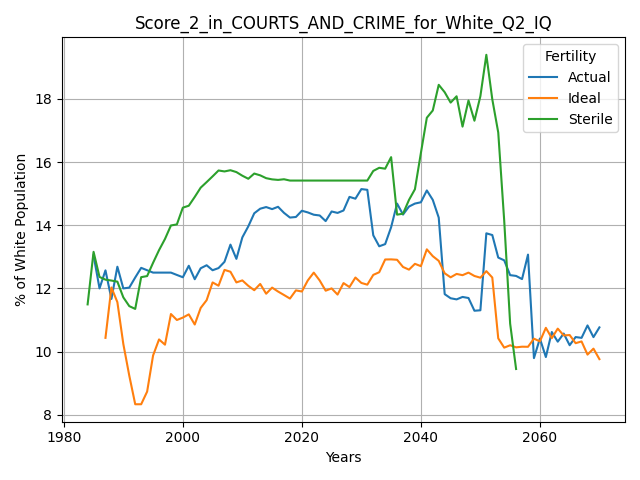 Score_2_in_COURTS_AND_CRIME_for_White_Q2_IQ
% of White Population
18
16
14
12
10
8
1980
2000
2020
2040
2060
Years
Fertility
Actual
Ideal
Sterile